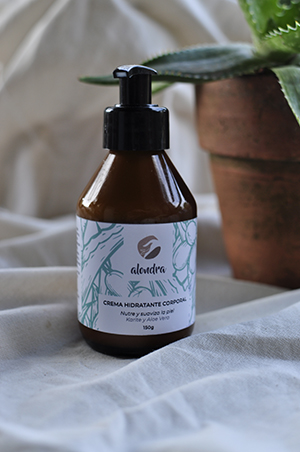 alondra
CREMA HIDRATANTE CORPORAL
Nutre y suaviza la piel
Karite y Aloe Vera
150g